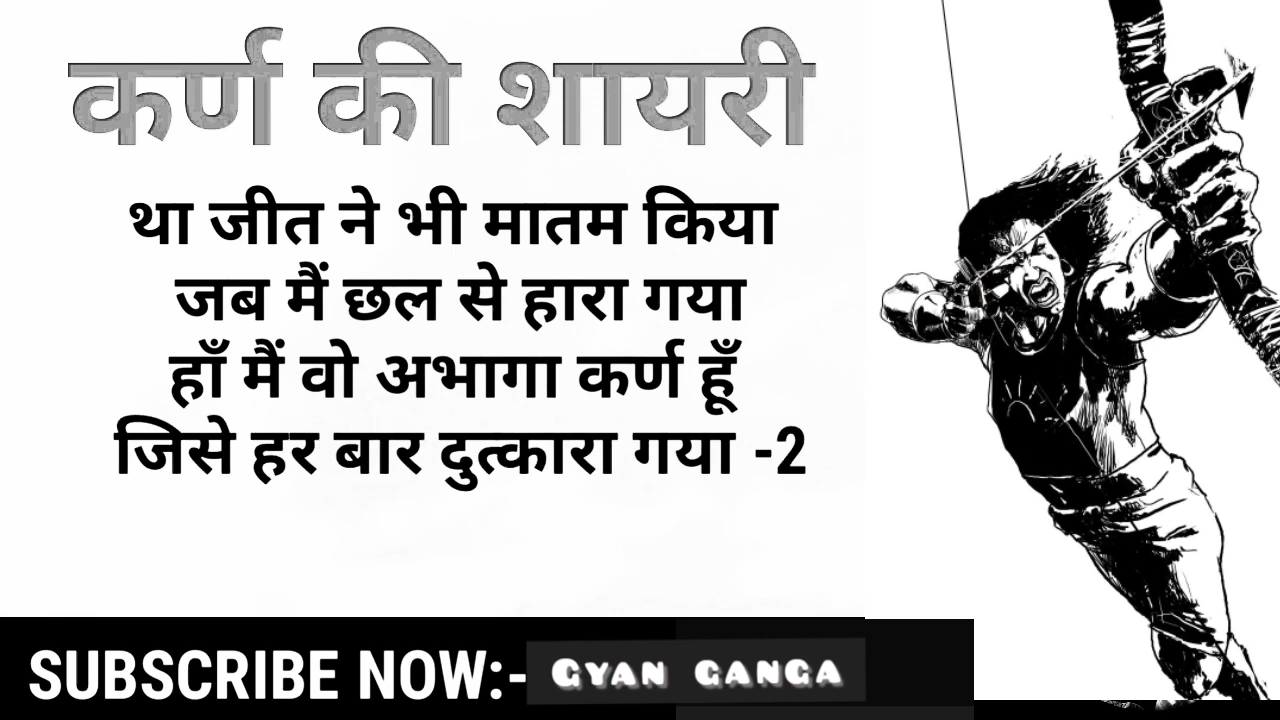 कर्ण की शायरी
था जीत ने भी मातम किया
जब मैं छल से हारा गया
हाँ मैं वो अभागा कर्ण हूँ
जिसे हर बार दुत्कारा गया -2
SUBSCRIBE NOW:- GYAN GANGA